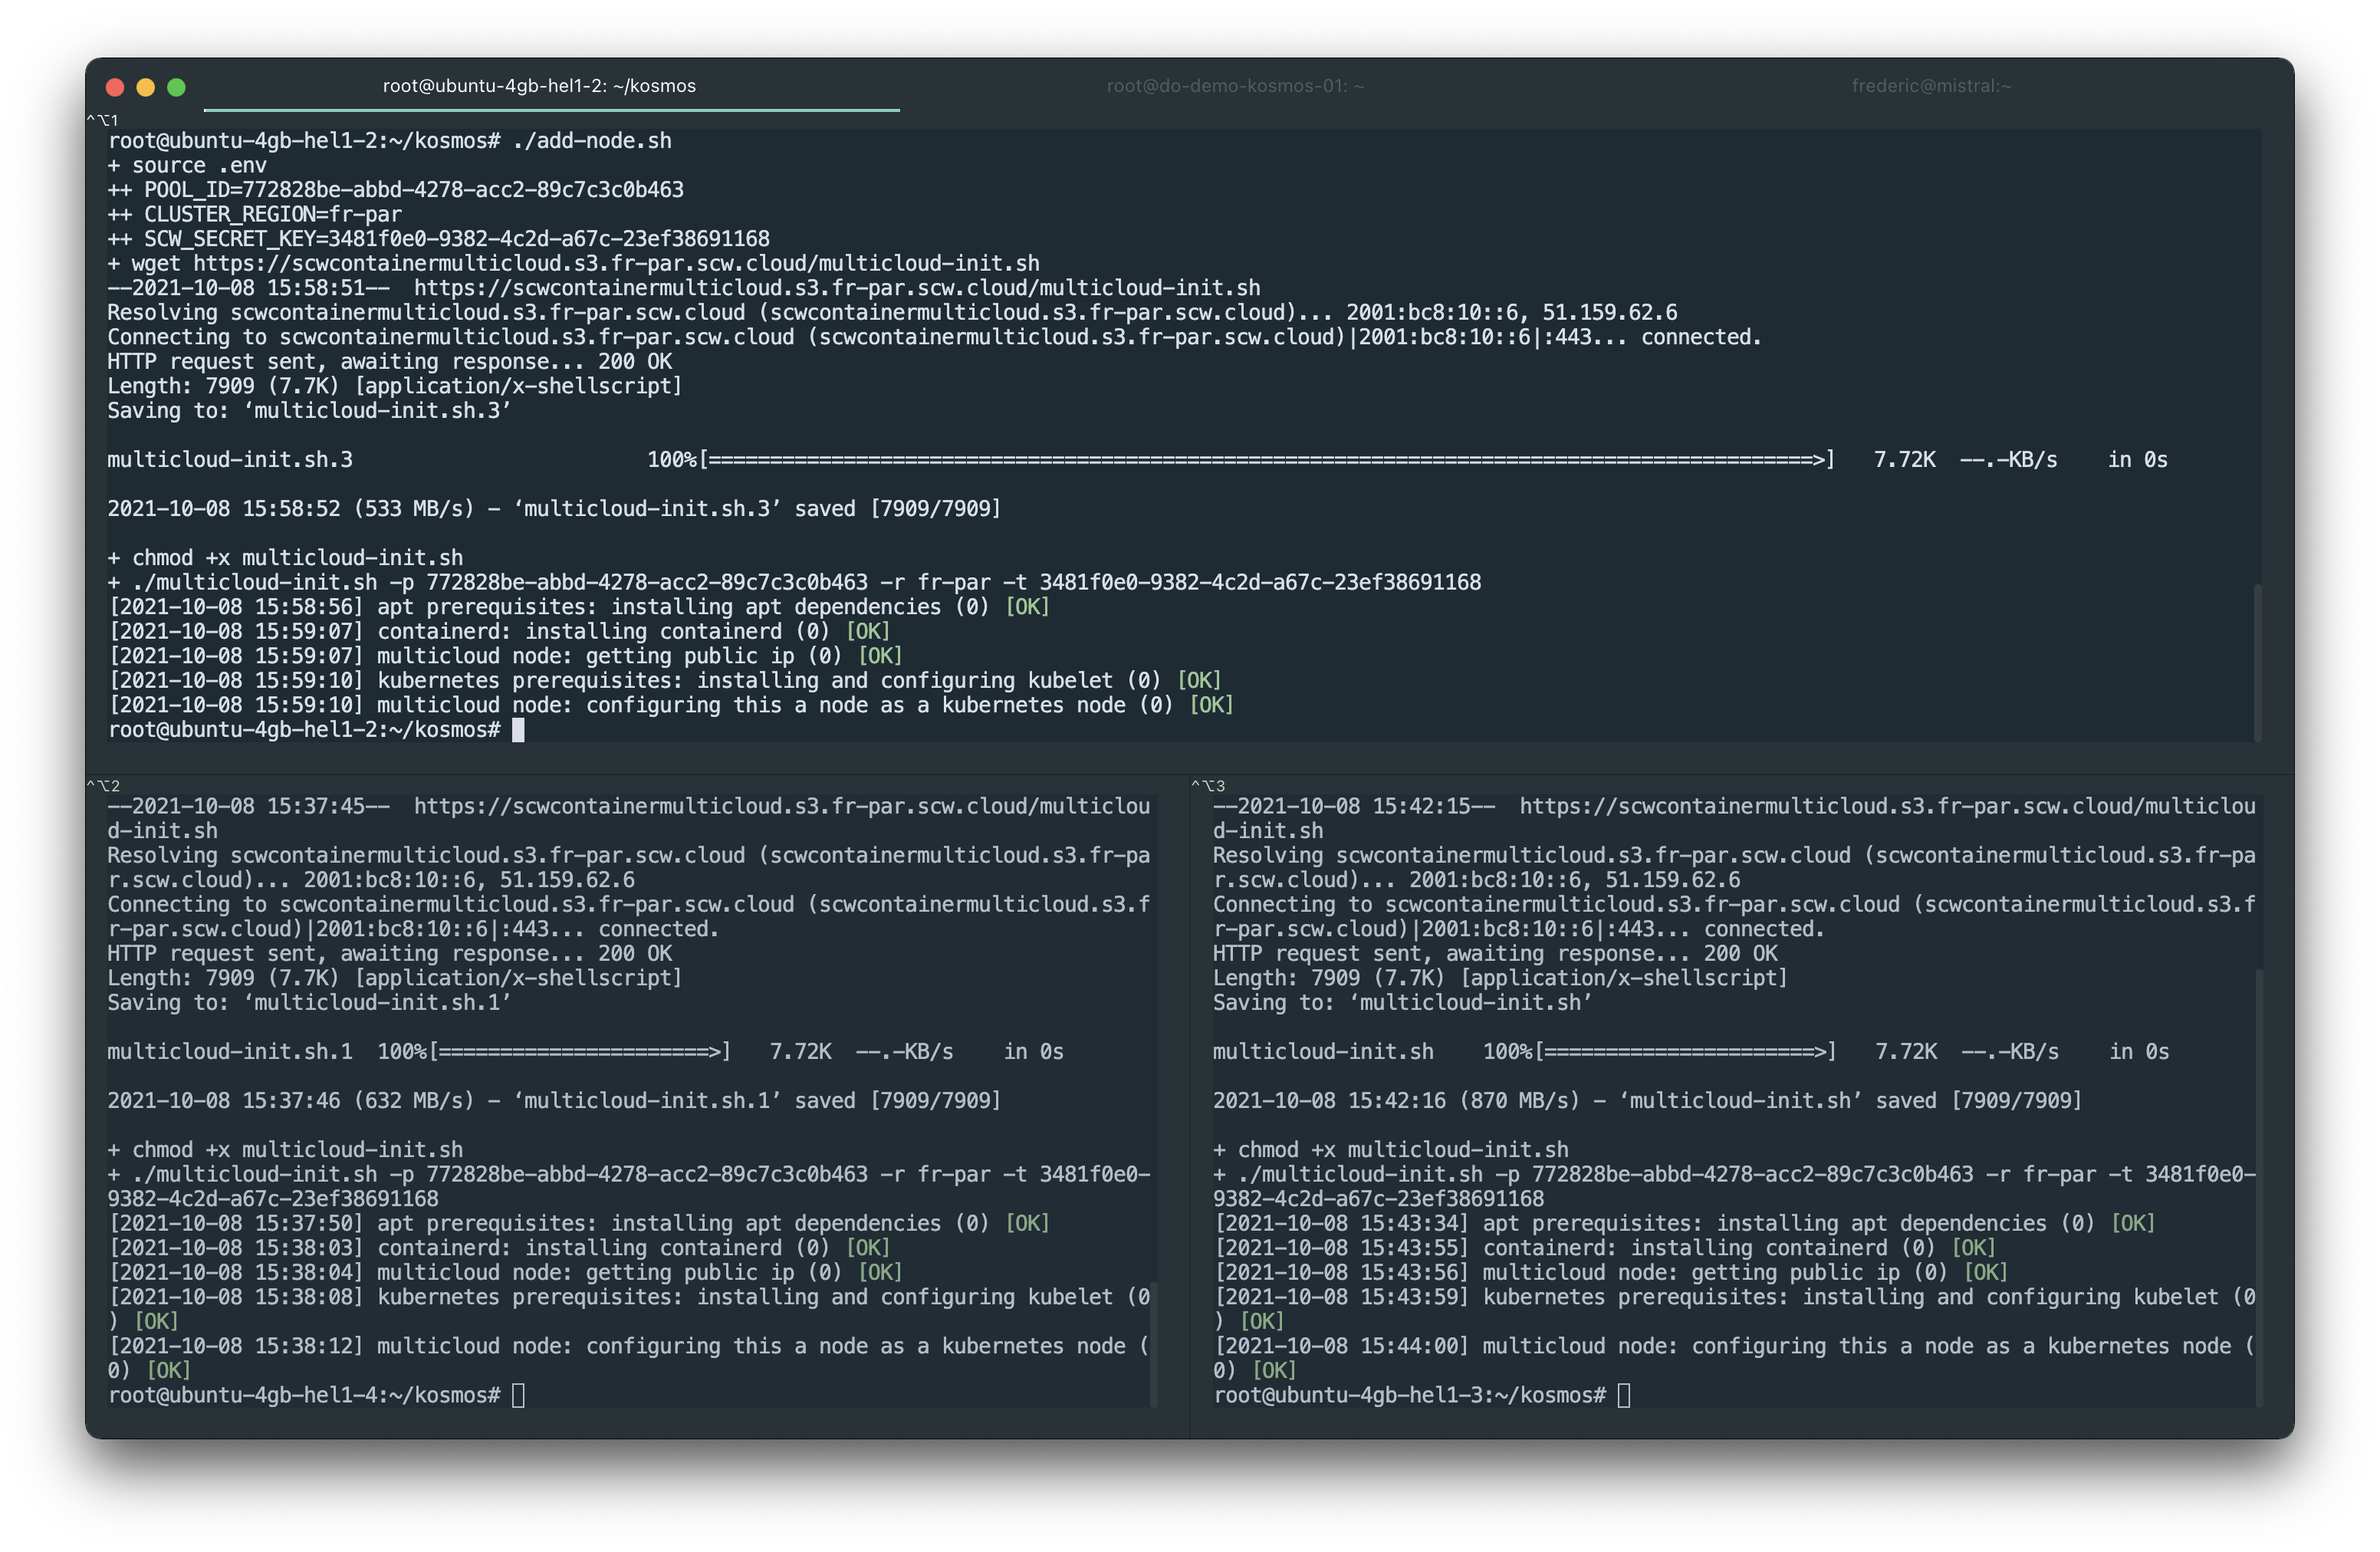 root@ubuntu-4gb-hel1-2: ~/kosmos
root@do-demo-kosmos-01: ~
frederic@mistral:~
^⌥1
root@ubuntu-4gb-hel1-2:~/kosmos# ./add-node.sh
+ source .env
++ POOL_ID=772828be-abbd-4278-acc2-89c7c3c0b463
++ CLUSTER_REGION=fr-par
++ SCW_SECRET_KEY=3481f0e0-9382-4c2d-a67c-23ef38691168
+ wget https://scwcontainermulticloud.s3.fr-par.scw.cloud/multicloud-init.sh
--2021-10-08 15:58:51--  https://scwcontainermulticloud.s3.fr-par.scw.cloud/multicloud-init.sh
Resolving scwcontainermulticloud.s3.fr-par.scw.cloud (scwcontainermulticloud.s3.fr-par.scw.cloud)... 2001:bc8:10::6, 51.159.62.6
Connecting to scwcontainermulticloud.s3.fr-par.scw.cloud (scwcontainermulticloud.s3.fr-par.scw.cloud)|2001:bc8:10::6|:443... connected.
HTTP request sent, awaiting response... 200 OK
Length: 7909 (7.7K) [application/x-shellscript]
Saving to: ‘multicloud-init.sh.3’
multicloud-init.sh.3 100%[==========================================================================================>] 7.72K --.-KB/s in 0s
2021-10-08 15:58:52 (533 MB/s) - ‘multicloud-init.sh.3’ saved [7909/7909]
+ chmod +x multicloud-init.sh
+ ./multicloud-init.sh -p 772828be-abbd-4278-acc2-89c7c3c0b463 -r fr-par -t 3481f0e0-9382-4c2d-a67c-23ef38691168
[2021-10-08 15:58:56] apt prerequisites: installing apt dependencies (0) [OK]
[2021-10-08 15:59:07] containerd: installing containerd (0) [OK]
[2021-10-08 15:59:07] multicloud node: getting public ip (0) [OK]
[2021-10-08 15:59:10] kubernetes prerequisites: installing and configuring kubelet (0) [OK]
[2021-10-08 15:59:10] multicloud node: configuring this a node as a kubernetes node (0) [OK]
root@ubuntu-4gb-hel1-2:~/kosmos#
^⌥2
--2021-10-08 15:37:45--  https://scwcontainermulticloud.s3.fr-par.scw.cloud/multiclou
d-init.sh
Resolving scwcontainermulticloud.s3.fr-par.scw.cloud (scwcontainermulticloud.s3.fr-pa
r.scw.cloud)... 2001:bc8:10::6, 51.159.62.6
Connecting to scwcontainermulticloud.s3.fr-par.scw.cloud (scwcontainermulticloud.s3.f
r-par.scw.cloud)|2001:bc8:10::6|:443... connected.
HTTP request sent, awaiting response... 200 OK
Length: 7909 (7.7K) [application/x-shellscript]
Saving to: ‘multicloud-init.sh.1’
multicloud-init.sh.1 100%[======================>] 7.72K --.-KB/s in 0s
2021-10-08 15:37:46 (632 MB/s) - ‘multicloud-init.sh.1’ saved [7909/7909]
+ chmod +x multicloud-init.sh
+ ./multicloud-init.sh -p 772828be-abbd-4278-acc2-89c7c3c0b463 -r fr-par -t 3481f0e0-
9382-4c2d-a67c-23ef38691168
[2021-10-08 15:37:50] apt prerequisites: installing apt dependencies (0) [OK]
[2021-10-08 15:38:03] containerd: installing containerd (0) [OK]
[2021-10-08 15:38:04] multicloud node: getting public ip (0) [OK]
[2021-10-08 15:38:08] kubernetes prerequisites: installing and configuring kubelet (0
) [OK]
[2021-10-08 15:38:12] multicloud node: configuring this a node as a kubernetes node (
0) [OK]
root@ubuntu-4gb-hel1-4:~/kosmos#
^⌥3
--2021-10-08 15:42:15--  https://scwcontainermulticloud.s3.fr-par.scw.cloud/multiclou
d-init.sh
Resolving scwcontainermulticloud.s3.fr-par.scw.cloud (scwcontainermulticloud.s3.fr-pa
r.scw.cloud)... 2001:bc8:10::6, 51.159.62.6
Connecting to scwcontainermulticloud.s3.fr-par.scw.cloud (scwcontainermulticloud.s3.f
r-par.scw.cloud)|2001:bc8:10::6|:443... connected.
HTTP request sent, awaiting response... 200 OK
Length: 7909 (7.7K) [application/x-shellscript]
Saving to: ‘multicloud-init.sh’
multicloud-init.sh 100%[======================>] 7.72K --.-KB/s in 0s
2021-10-08 15:42:16 (870 MB/s) - ‘multicloud-init.sh’ saved [7909/7909]
+ chmod +x multicloud-init.sh
+ ./multicloud-init.sh -p 772828be-abbd-4278-acc2-89c7c3c0b463 -r fr-par -t 3481f0e0-
9382-4c2d-a67c-23ef38691168
[2021-10-08 15:43:34] apt prerequisites: installing apt dependencies (0) [OK]
[2021-10-08 15:43:55] containerd: installing containerd (0) [OK]
[2021-10-08 15:43:56] multicloud node: getting public ip (0) [OK]
[2021-10-08 15:43:59] kubernetes prerequisites: installing and configuring kubelet (0
) [OK]
[2021-10-08 15:44:00] multicloud node: configuring this a node as a kubernetes node (
0) [OK]
root@ubuntu-4gb-hel1-3:~/kosmos#